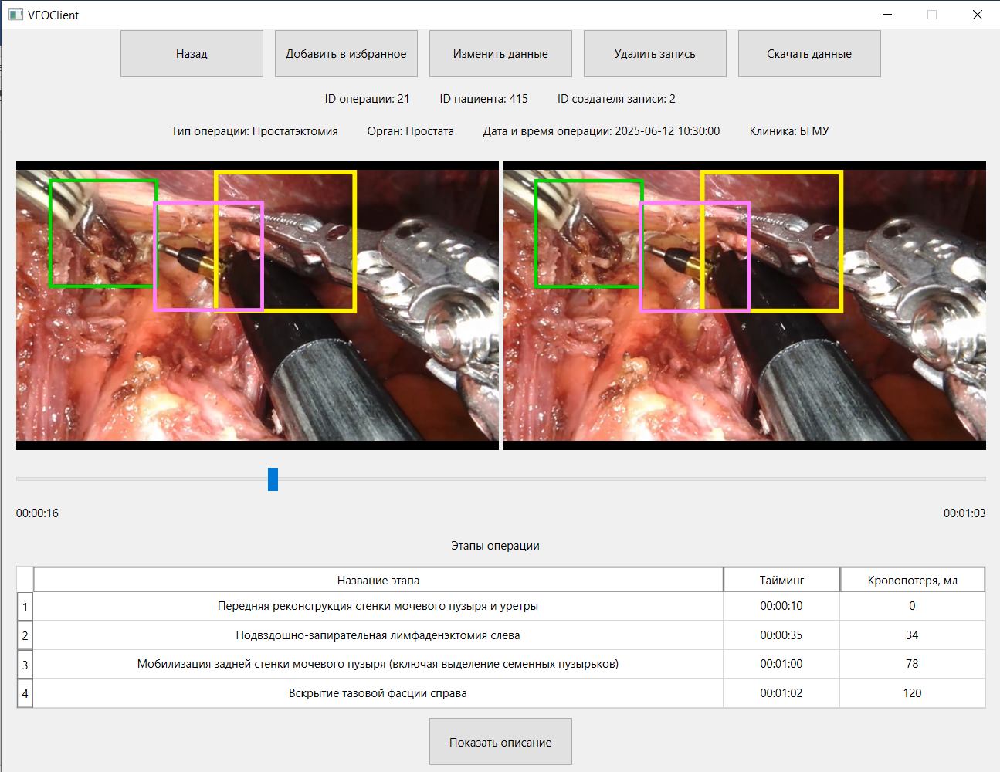 VEOClient
Назад Добавить в избранное Изменить данные Удалить запись Скачать данные
ID операции: 21 ID пациента: 415 ID создателя записи: 2
Тип операции: Простатэктомия Орган: Простата Дата и время операции: 2025-06-12 10:30:00 Клиника: БГМУ
00:00:16 00:01:03
Этапы операции
Название этапа Тайминг Кровопотеря, мл
1 Передняя реконструкция стенки мочевого пузыря и уретры 00:00:10 0
2 Подвздошно-запирательная лимфаденэктомия слева 00:00:35 34
3 Мобилизация задней стенки мочевого пузыря (включая выделение семенных пузырьков) 00:01:00 78
4 Вскрытие тазовой фасции справа 00:01:02 120
Показать описание